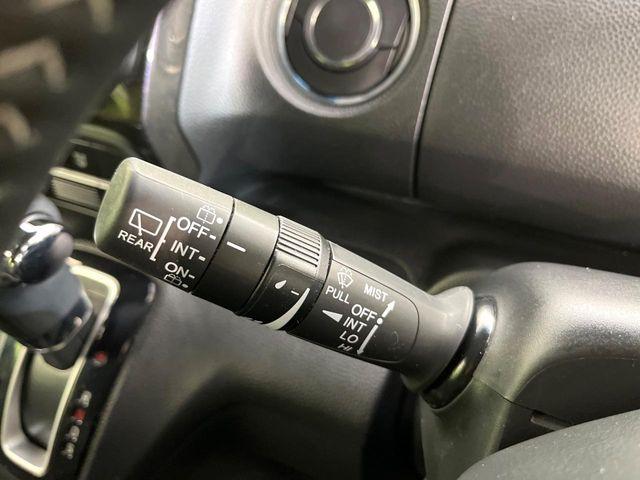 REAR
OFF
INT
ON
PULL
MIST
OFF
INT
LO
HI